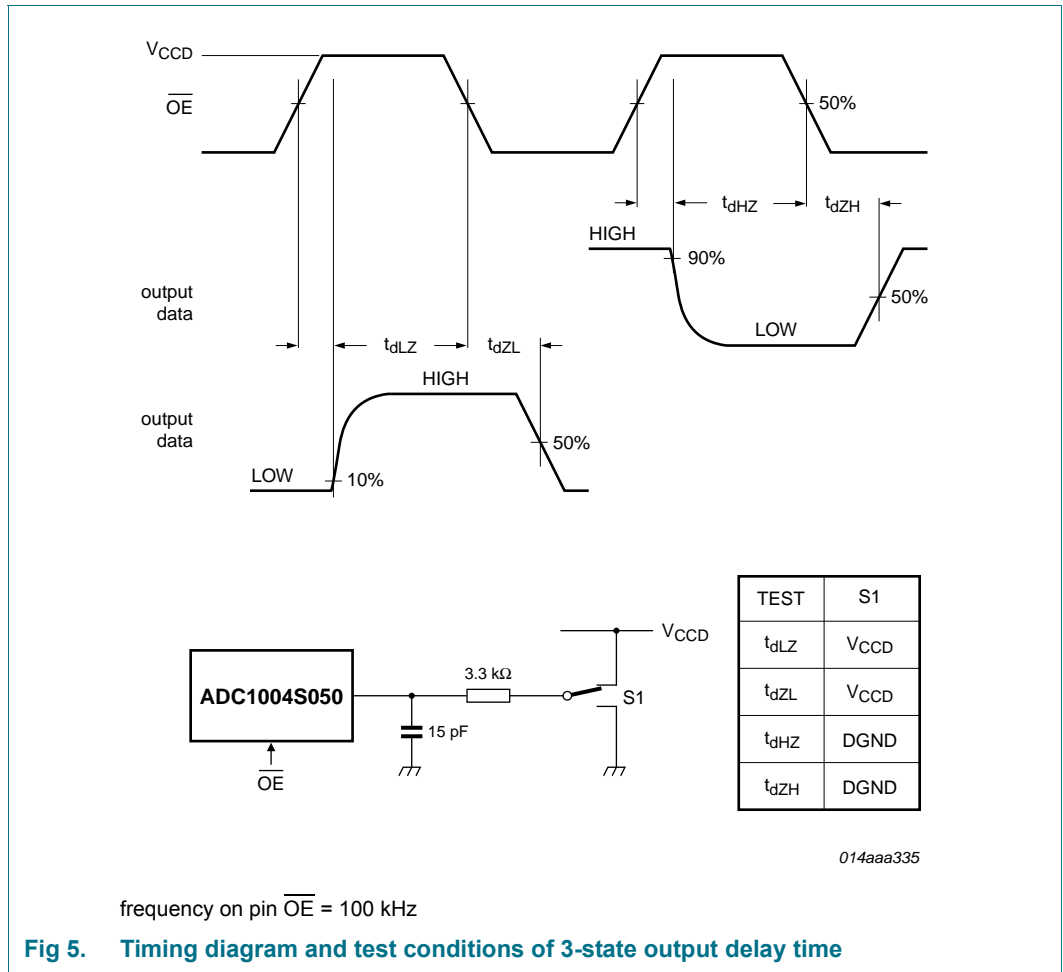 VCCD
OE
50%
tdHZ
tdZH
HIGH
90%
output
data
50%
LOW
tdLZ
tdZL
HIGH
output
data
50%
LOW
10%
TEST S1
VCCD
tdLZ VCCD
3.3 kΩ
ADC1004S050
S1
tdZL VCCD
15 pF
tdHZ DGND
OE
tdZH DGND
014aaa335
frequency on pin OE = 100 kHz
Fig 5. Timing diagram and test conditions of 3-state output delay time